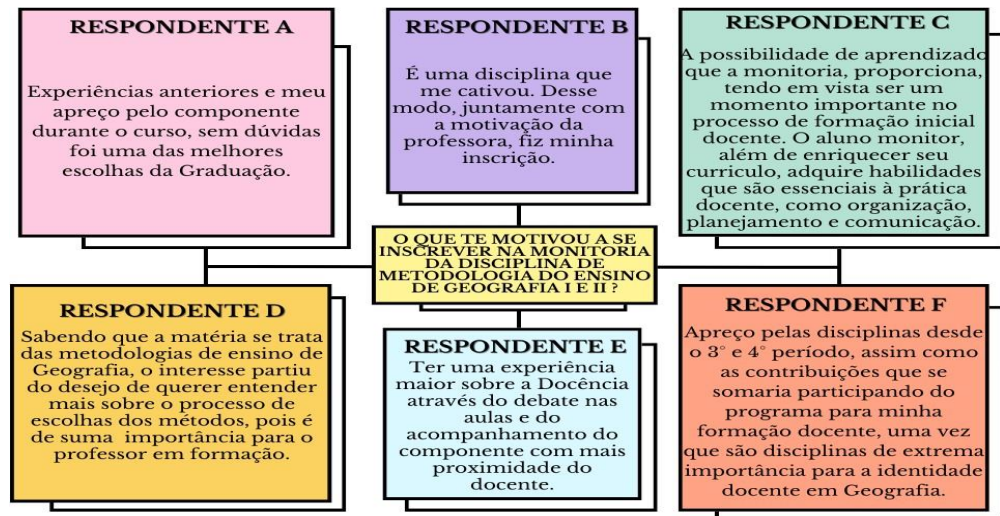 RESPONDENTE A
Experiências anteriores e meu
apreço pelo componente
durante o curso, sem dúvidas
foi uma das melhores
escolhas da Graduação.
RESPONDENTE B
É uma disciplina que
me cativou. Desse
modo, juntamente com
a motivação da
professora, fiz minha
inscrição.
RESPONDENTE C
A possibilidade de aprendizado
que a monitoria, proporciona,
tendo em vista ser um
momento importante no
processo de formação inicial
docente. O aluno monitor,
além de enriquecer seu
curriculo, adquire habilidades
que são essenciais à prática
docente, como organização,
planejamento e comunicação.
O QUE TE MOTIVOU A SE
INSCREVER NA MONITORIA
DA DISCIPLINA DE
METODOLOGIA DO ENSINO
DE GEOGRAFIA I E II ?
RESPONDENTE D
Sabendo que a matéria se trata
das metodologias de ensino de
Geografia, o interesse partiu
do desejo de querer entender
mais sobre o processo de
escolhas dos métodos, pois é
de suma importância para o
professor em formação.
RESPONDENTE E
Ter uma experiência
maior sobre a Docência
através do debate nas
aulas e do
acompanhamento do
componente com mais
proximidade do
docente.
RESPONDENTE F
Apreço pelas disciplinas desde
o 3° e 4° período, assim como
as contribuições que se
somaria participando do
programa para minha
formação docente, uma vez
que são disciplinas de extrema
importância para a identidade
docente em Geografia.